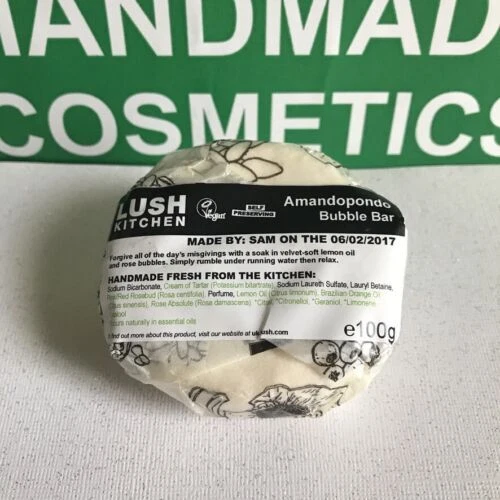 HANDMADE
COSMETICS
LUSH
KITCHEN
Vegan
SELF
PRESERVING
Amandopondo
Bubble Bar
MADE BY: SAM ON THE 06/02/2017
Forgive all of the day's misgivings with a soak in velvet-soft lemon oil
and rose bubbles. Simply rumble under running water then relax.
HANDMADE FRESH FROM THE KITCHEN:
Sodium Bicarbonate, Cream of Tartar (Potassium bitartrate), Sodium Laureth Sulfate, Lauryl Betaine,
Red Rosebud (Rosa centifolia), Perfume, Lemon Oil (Citrus limonum), Brazilian Orange Oil
(Citrus sinensis), Rose Absolute (Rosa damascena) *Citral, *Citronellol, *Geraniol, *Limonene
naturally in essential oils
find out more about this product, visit our website at uk.lush.com
e100g